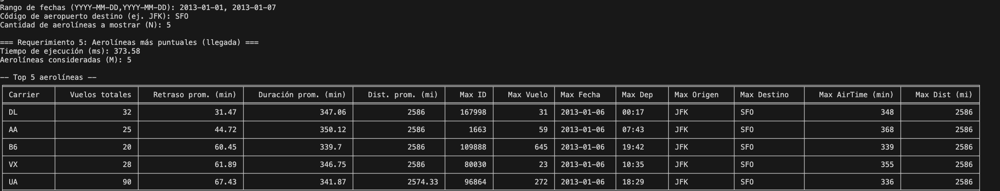 Rango de fechas (YYYY-MM-DD,YYYY-MM-DD): 2013-01-01, 2013-01-07
Código de aeropuerto destino (ej. JFK): SFO
Cantidad de aerolíneas a mostrar (N): 5
=== Requerimiento 5: Aerolíneas más puntuales (llegada) ===
Tiempo de ejecución (ms): 373.58
Aerolíneas consideradas (M): 5
-- Top 5 aerolíneas --
Carrier Vuelos totales Retraso prom. (min) Duración prom. (min) Dist. prom. (mi) Max ID Max Vuelo Max Fecha Max Dep Max Origen Max Destino Max AirTime (min) Max Dist (mi)
DL 32 31.47 347.06 2586 167998 31 2013-01-06 00:17 JFK SFO 348 2586
AA 25 44.72 350.12 2586 1663 59 2013-01-06 07:43 JFK SFO 368 2586
B6 20 60.45 339.7 2586 109888 645 2013-01-06 19:42 JFK SFO 339 2586
VX 28 61.89 346.75 2586 80030 23 2013-01-06 10:35 JFK SFO 355 2586
UA 90 67.43 341.87 2574.33 96864 272 2013-01-06 18:29 JFK SFO 336 2586